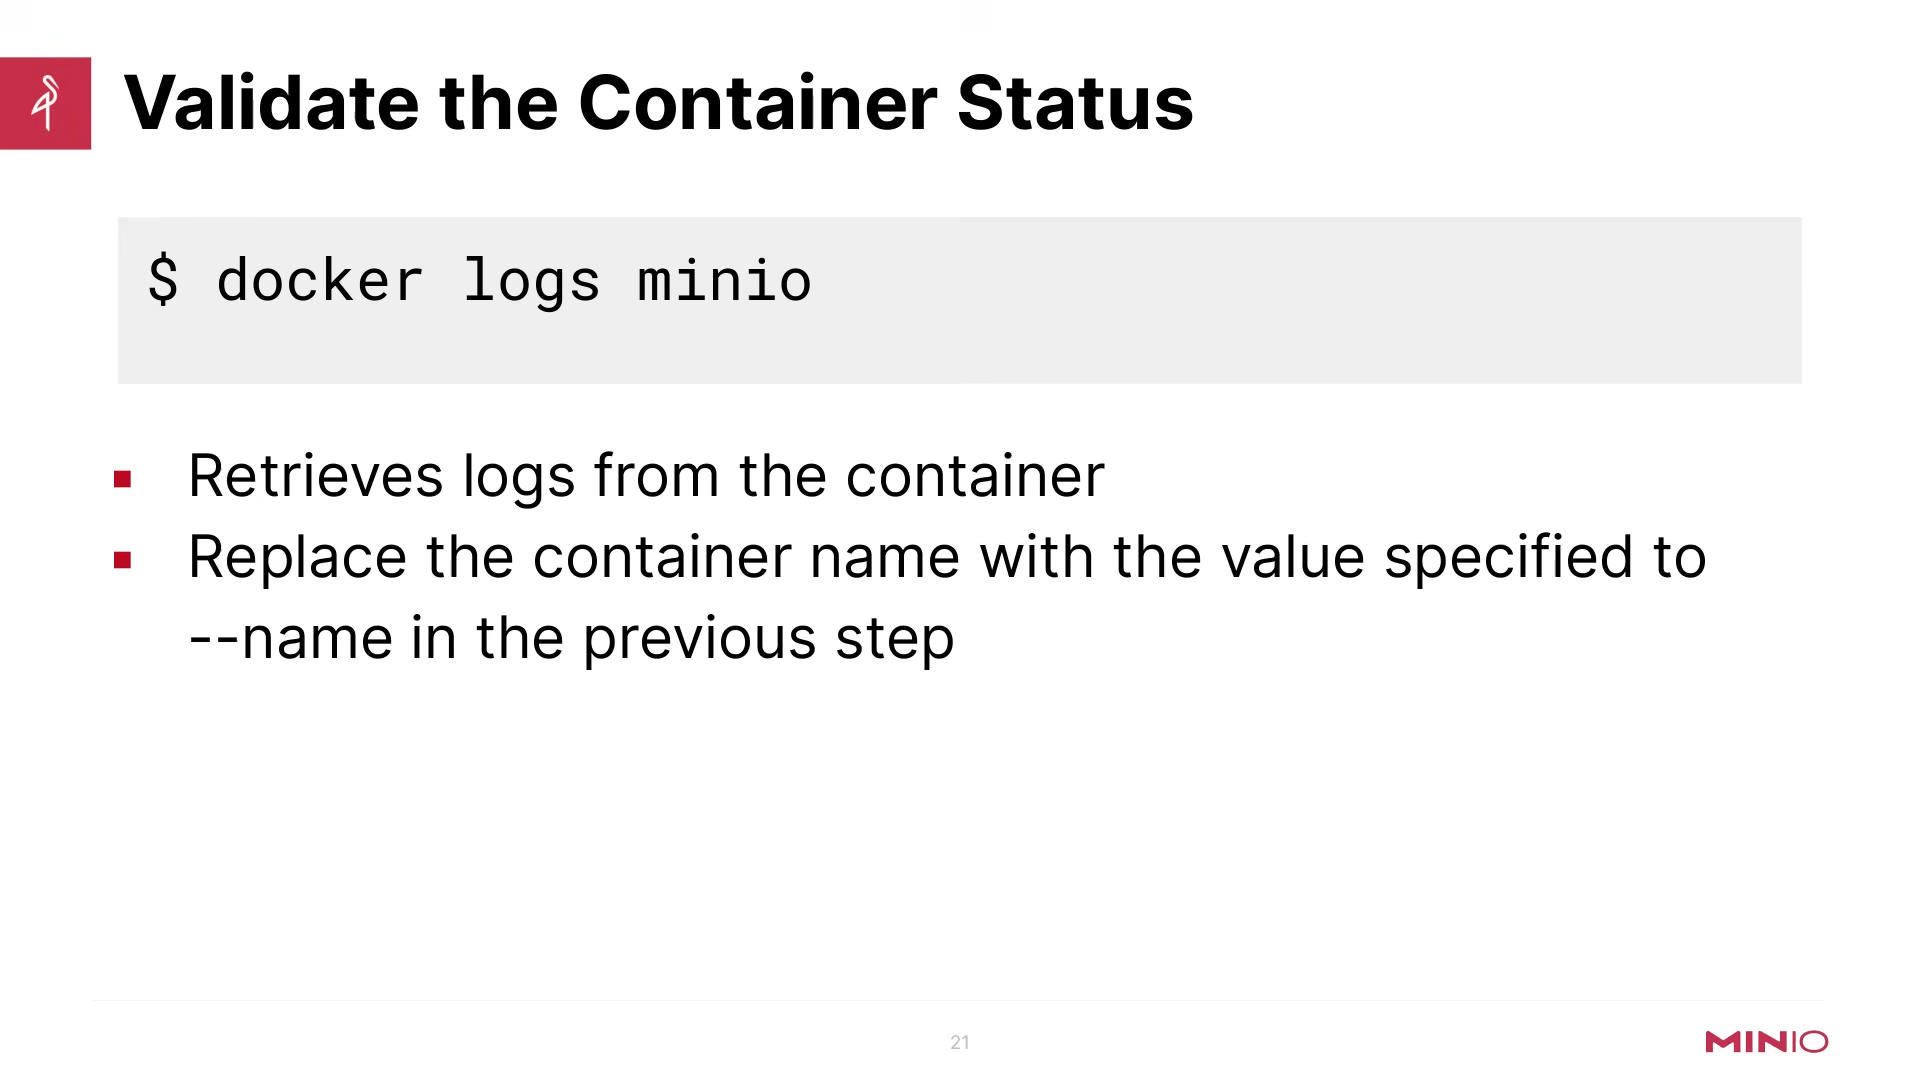 Validate the Container Status
$ docker logs minio
▪ Retrieves logs from the container
▪ Replace the container name with the value specified to
--name in the previous step
21
MINIO